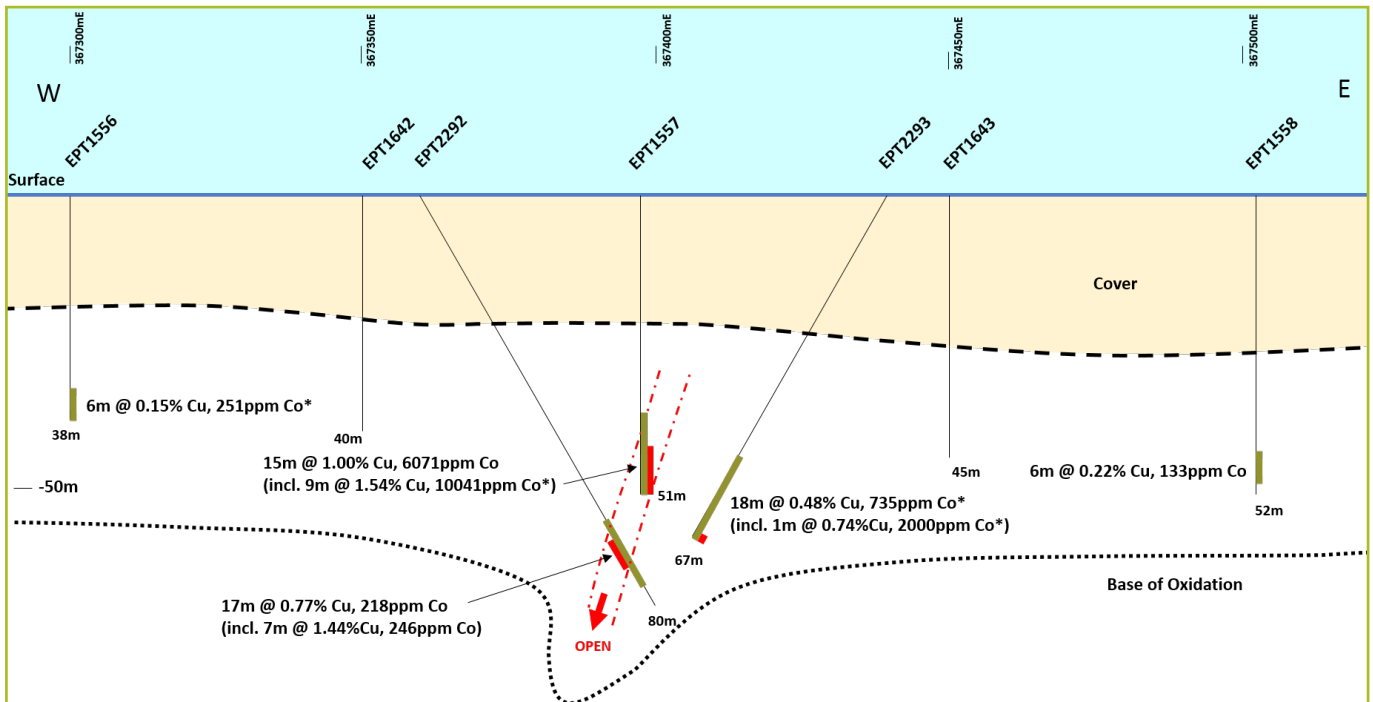 367300mE
367350mE
367400mE
367450mE
367500mE
W
E
EPT1556
EPT1642
EPT2292
EPT1557
EPT2293
EPT1643
EPT1558
Surface
Cover
6m @ 0.15% Cu, 251ppm Co*
38m
40m
15m @ 1.00% Cu, 6071ppm Co
(incl. 9m @ 1.54% Cu, 10041ppm Co*)
45m
6m @ 0.22% Cu, 133ppm Co
-50m
51m
18m @ 0.48% Cu, 735ppm Co*
(incl. 1m @ 0.74%Cu, 2000ppm Co*)
52m
67m
Base of Oxidation
17m @ 0.77% Cu, 218ppm Co
(incl. 7m @ 1.44%Cu, 246ppm Co)
80m
OPEN